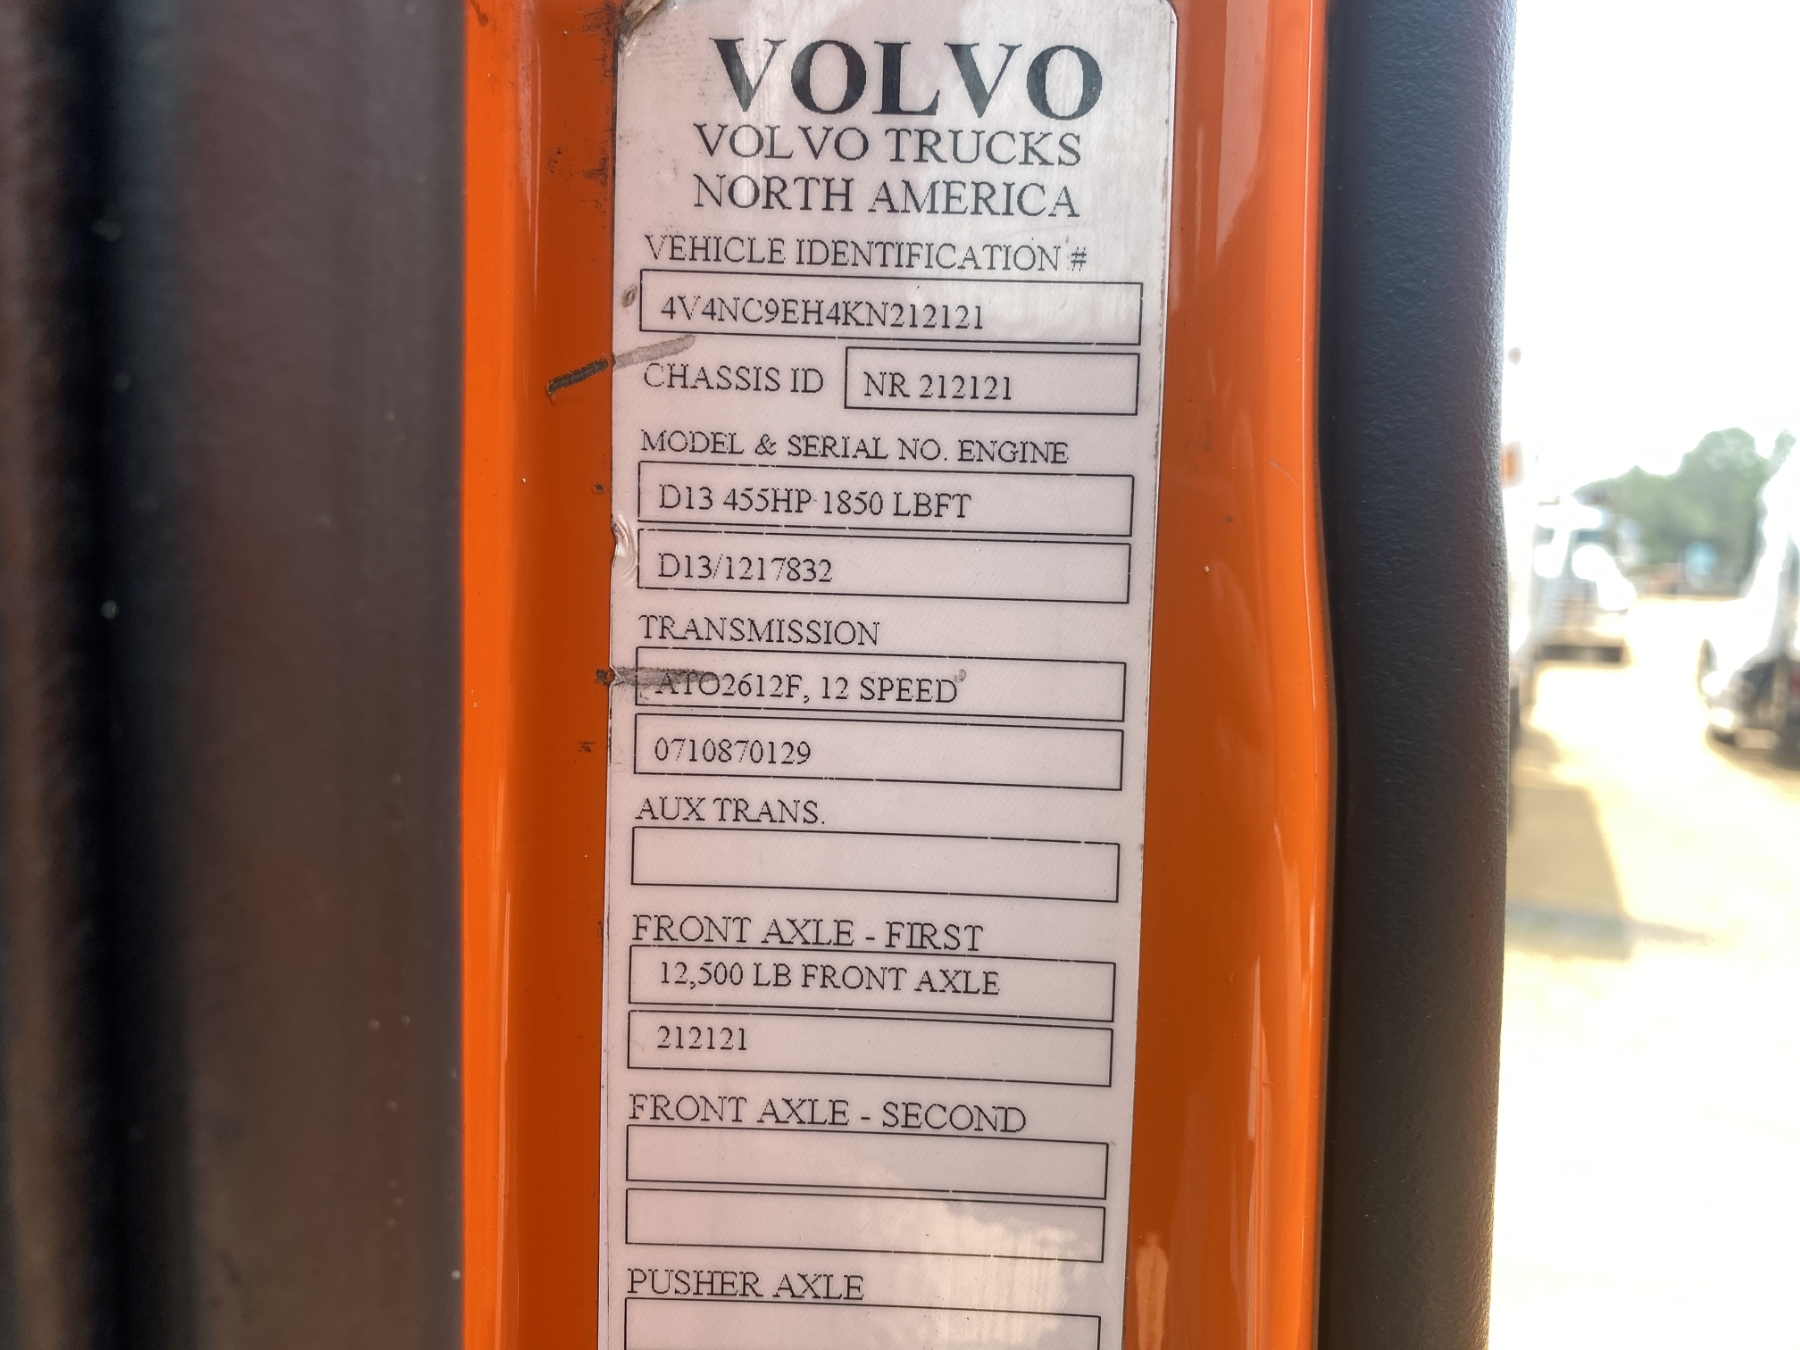 VOLVO
VOLVO TRUCKS
NORTH AMERICA
VEHICLE IDENTIFICATION #
4V4NC9EH4KN212121
CHASSIS ID NR 212121
MODEL & SERIAL NO. ENGINE
D13 455HP 1850 LBFT
D13/1217832
TRANSMISSION
ATO2612F, 12 SPEED
0710870129
AUX TRANS.
FRONT AXLE - FIRST
12,500 LB FRONT AXLE
212121
FRONT AXLE - SECOND
PUSHER AXLE